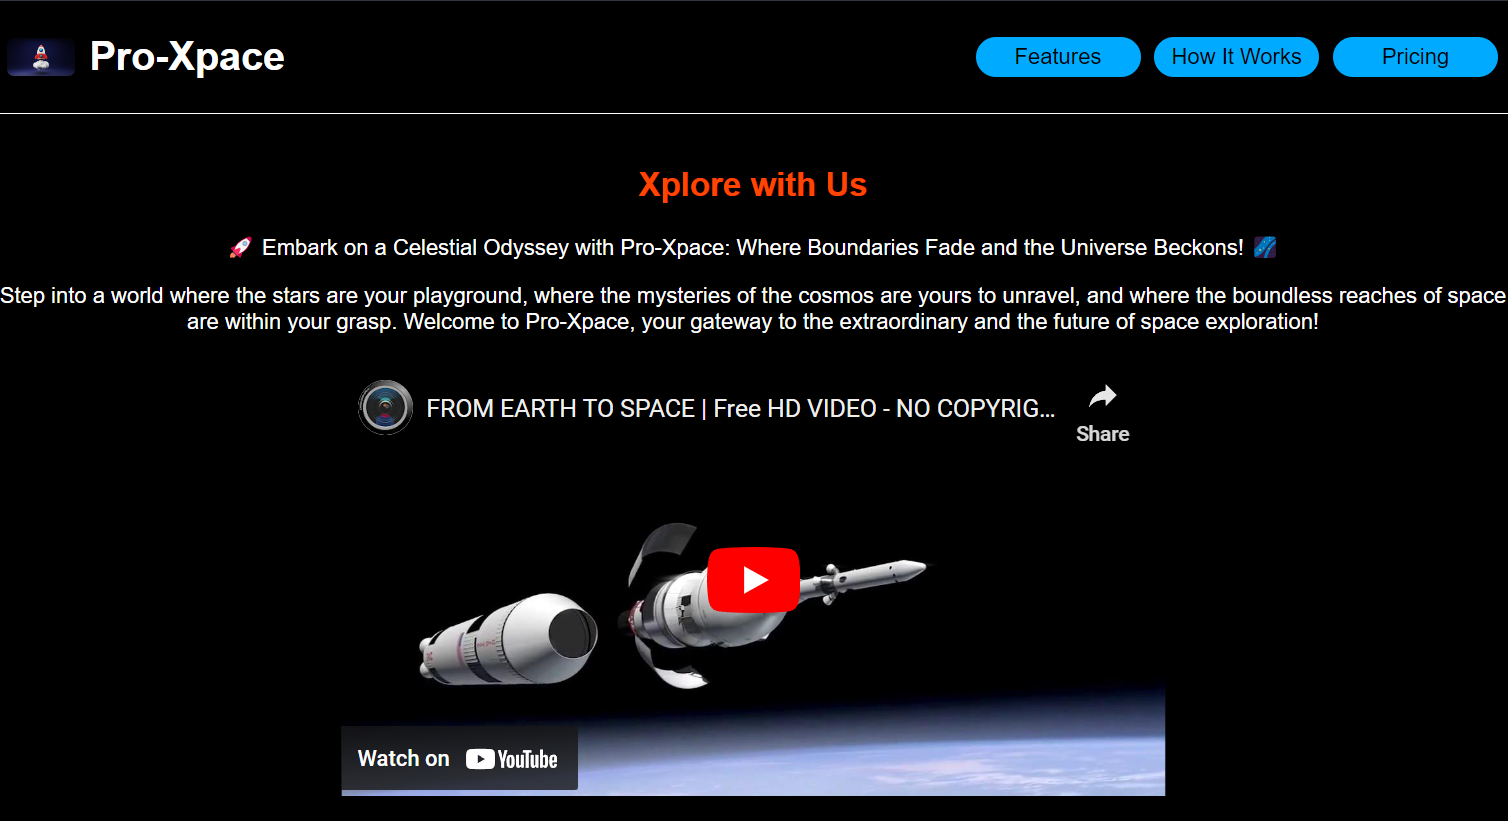 Pro-Xpace
Features
How It Works
Pricing
Xplore with Us
🚀 Embark on a Celestial Odyssey with Pro-Xpace: Where Boundaries Fade and the Universe Beckons! 🌌
Step into a world where the stars are your playground, where the mysteries of the cosmos are yours to unravel, and where the boundless reaches of space
are within your grasp. Welcome to Pro-Xpace, your gateway to the extraordinary and the future of space exploration!
FROM EARTH TO SPACE | Free HD VIDEO - NO COPYRIG...
Share
Watch on YouTube